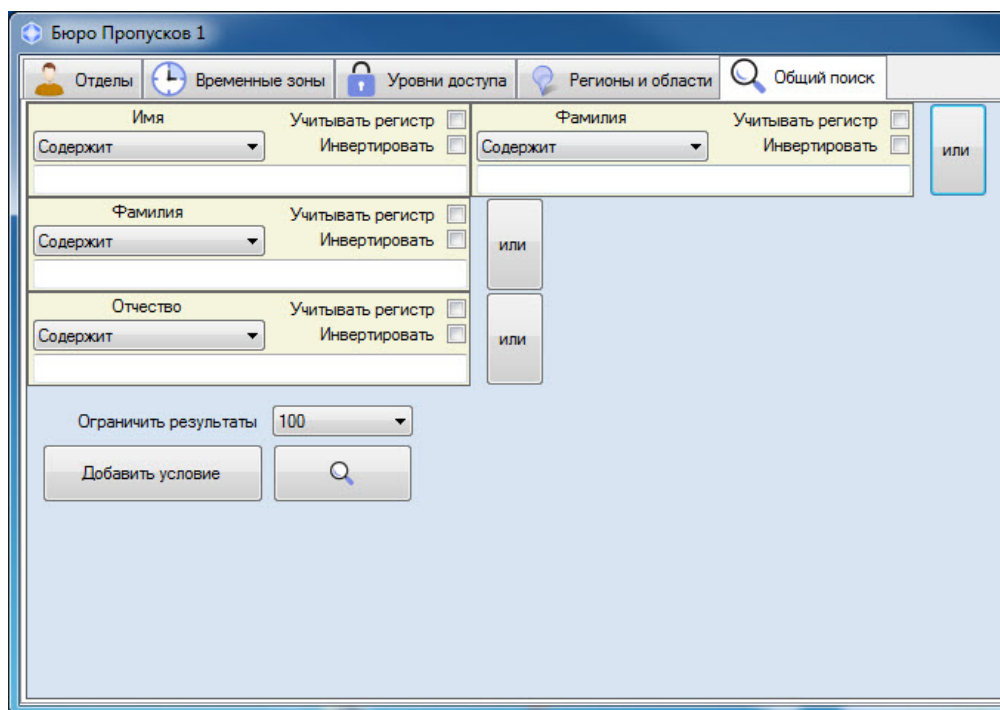 Бюро Пропусков 1
Отделы Временные зоны Уровни доступа Регионы и области Общий поиск
Имя Учитывать регистр Фамилия Учитывать регистр
Содержит Инвертировать Содержит Инвертировать или
Фамилия Учитывать регистр
Содержит Инвертировать или
Отчество Учитывать регистр
Содержит Инвертировать или
Ограничить результаты 100
Добавить условие